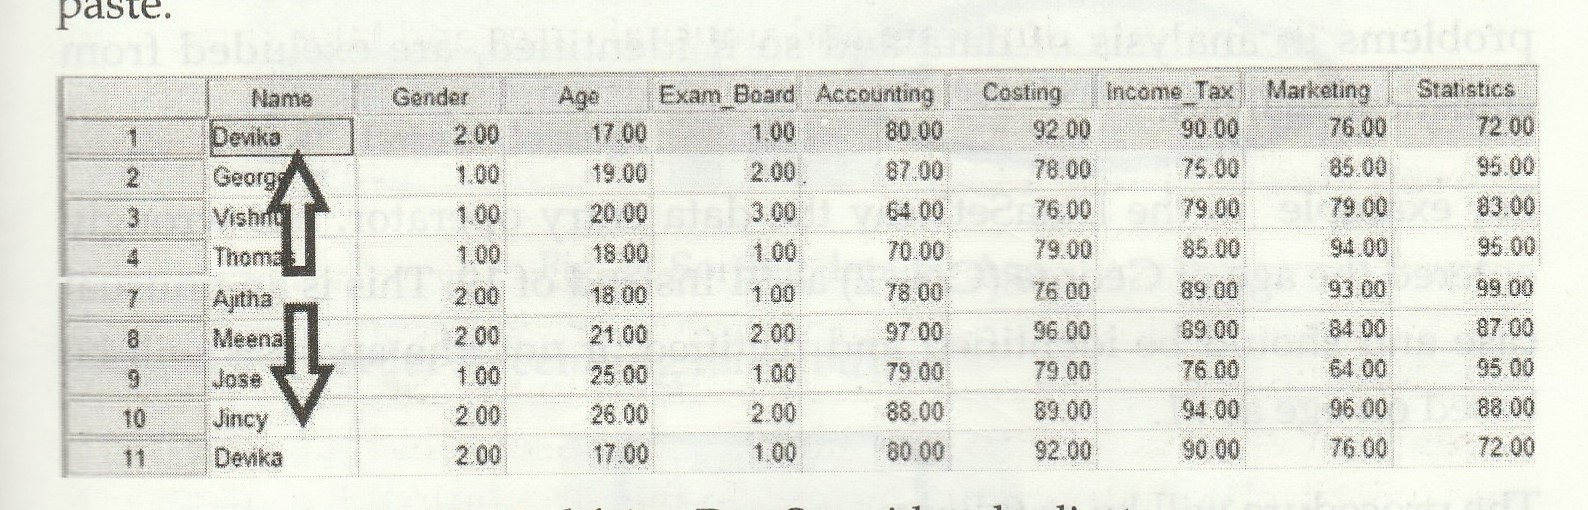 paste.
Name Gender Age Exam_Board Accounting Costing Income_Tax Marketing Statistics
1 Devika 2.00 17.00 1.00 80.00 92.00 90.00 76.00 72.00
2 George 1.00 19.00 2.00 87.00 78.00 75.00 85.00 95.00
3 Vishnu 1.00 20.00 3.00 64.00 76.00 79.00 79.00 83.00
4 Thomas 1.00 18.00 1.00 70.00 79.00 85.00 94.00 95.00
7 Ajitha 2.00 18.00 1.00 78.00 76.00 89.00 93.00 99.00
8 Meena 2.00 21.00 2.00 97.00 96.00 89.00 84.00 87.00
9 Jose 1.00 25.00 1.00 79.00 79.00 76.00 64.00 95.00
10 Jincy 2.00 26.00 2.00 88.00 89.00 94.00 96.00 88.00
11 Devika 2.00 17.00 1.00 80.00 92.00 90.00 76.00 72.00